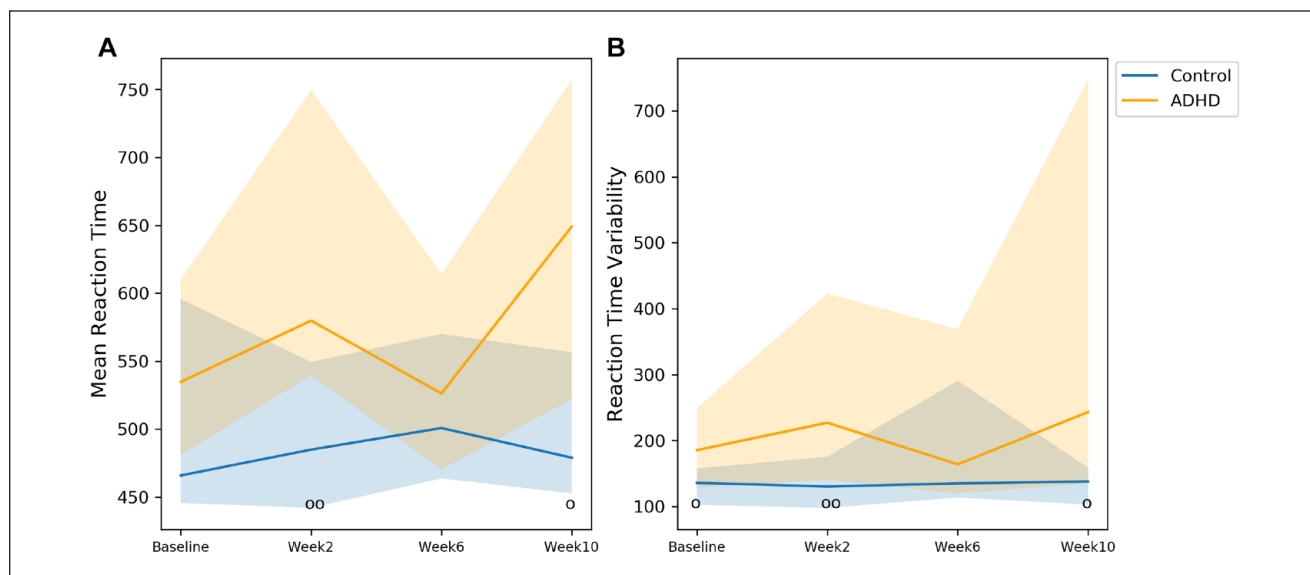 A
Mean Reaction Time
750
700
650
600
550
500
450
oo
o
Baseline
Week2
Week6
Week10
B
Reaction Time Variability
700
600
500
400
300
200
100
o
oo
o
Baseline
Week2
Week6
Week10
Control
ADHD